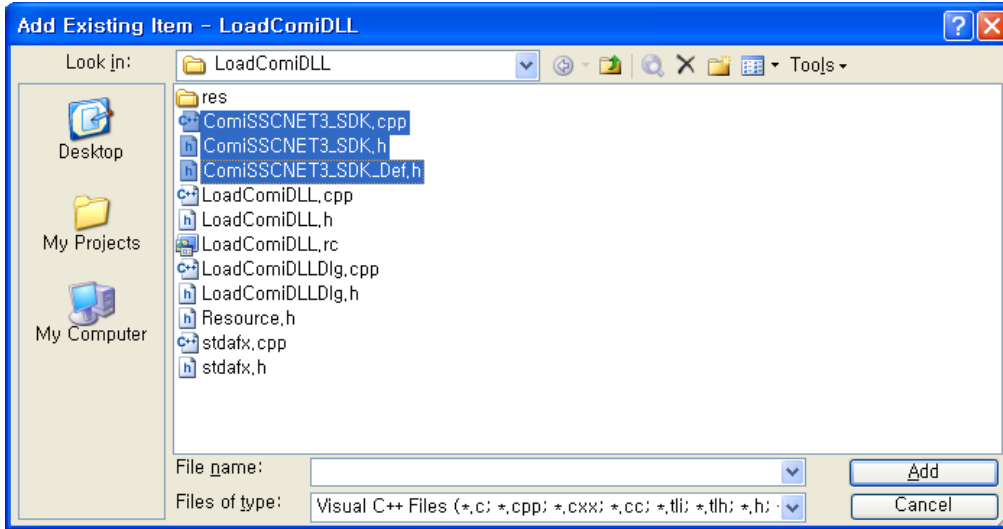 Add Existing Item - LoadComiDLL
Look in:
LoadComiDLL
Tools
Desktop
My Projects
My Computer
res
ComiSSCNET3_SDK.cpp
ComiSSCNET3_SDK.h
ComiSSCNET3_SDK_Def.h
LoadComiDLL.cpp
LoadComiDLL.h
LoadComiDLL.rc
LoadComiDLLDlg.cpp
LoadComiDLLDlg.h
Resource.h
stdafx.cpp
stdafx.h
File name:
Add
Files of type:
Visual C++ Files (*.c; *.cpp; *.cxx; *.cc; *.tli; *.tlh; *.h;
Cancel